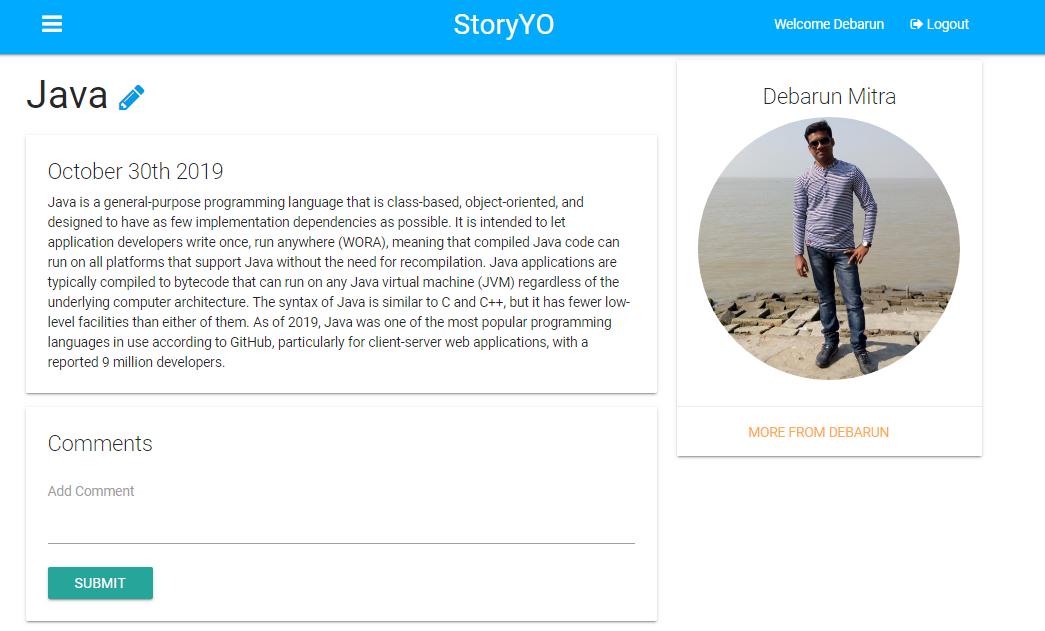 StoryYO
Welcome Debarun
Logout
Java
October 30th 2019
Java is a general-purpose programming language that is class-based, object-oriented, and
designed to have as few implementation dependencies as possible. It is intended to let
application developers write once, run anywhere (WORA), meaning that compiled Java code can
run on all platforms that support Java without the need for recompilation. Java applications are
typically compiled to bytecode that can run on any Java virtual machine (JVM) regardless of the
underlying computer architecture. The syntax of Java is similar to C and C++, but it has fewer low-
level facilities than either of them. As of 2019, Java was one of the most popular programming
languages in use according to GitHub, particularly for client-server web applications, with a
reported 9 million developers.
Comments
Add Comment
SUBMIT
Debarun Mitra
MORE FROM DEBARUN